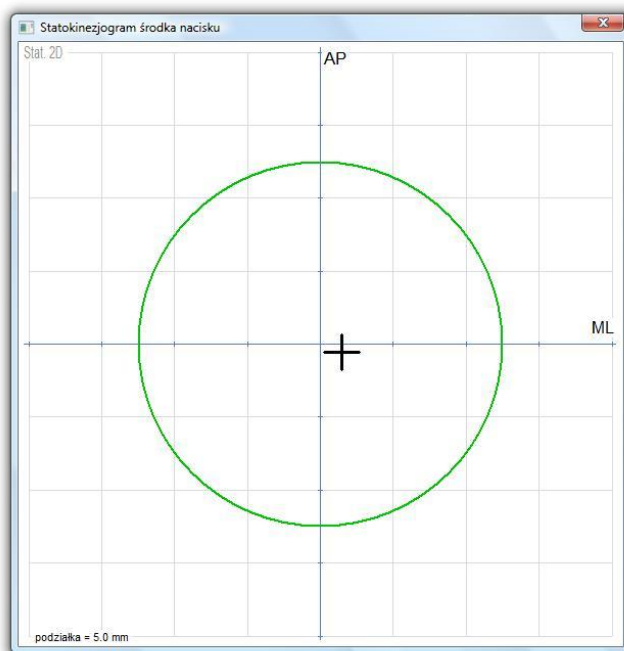 Statokinezjogram środka nacisku
Stat. 2D
AP
ML
podziałka = 5.0 mm